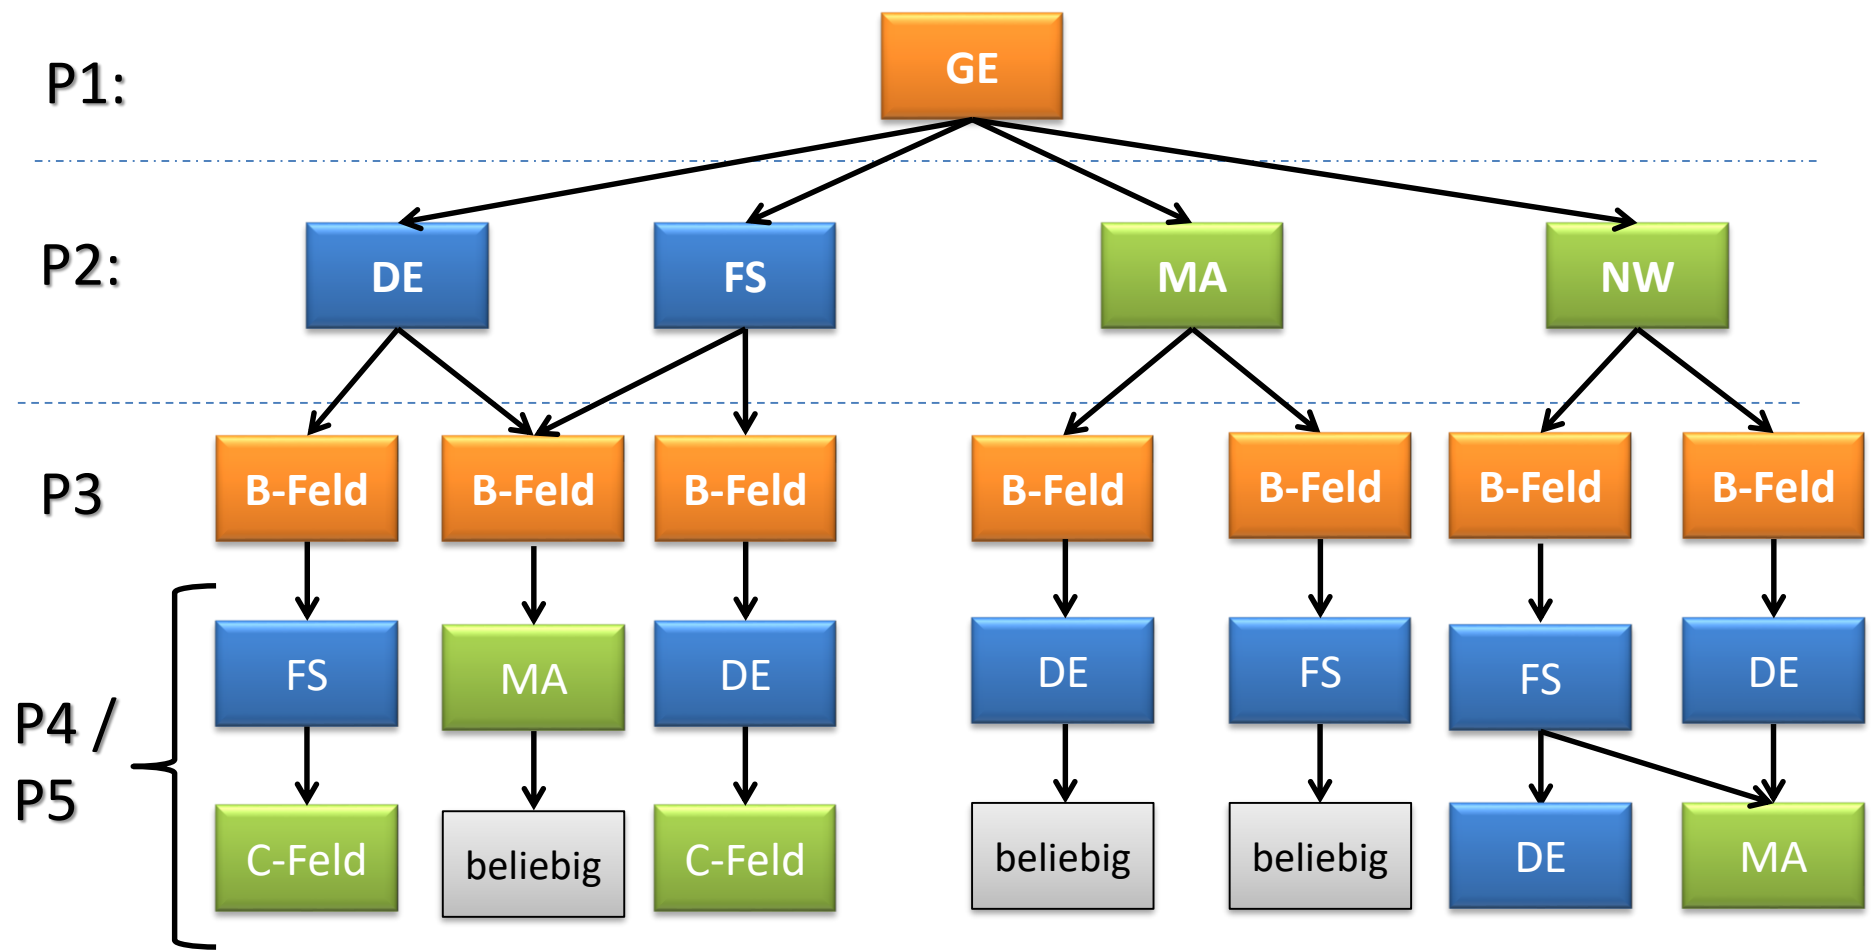 P1:
GE
P2:
DE
FS
MA
NW
P3
B-Feld
B-Feld
B-Feld
B-Feld
B-Feld
B-Feld
B-Feld
P4 /
P5
FS
MA
DE
DE
FS
FS
DE
C-Feld
beliebig
C-Feld
beliebig
beliebig
DE
MA